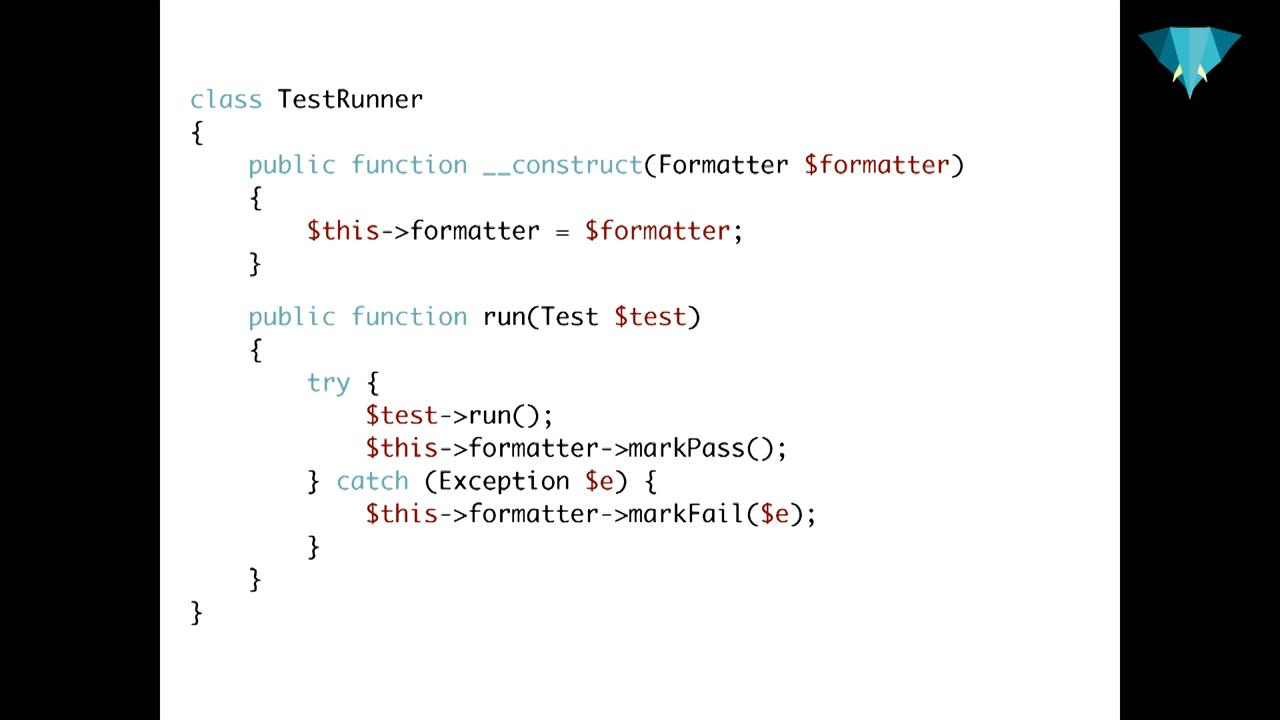 class TestRunner
{
    public function __construct(Formatter $formatter)
    {
        $this->formatter = $formatter;
    }
    public function run(Test $test)
    {
        try {
            $test->run();
            $this->formatter->markPass();
        } catch (Exception $e) {
            $this->formatter->markFail($e);
        }
    }
}